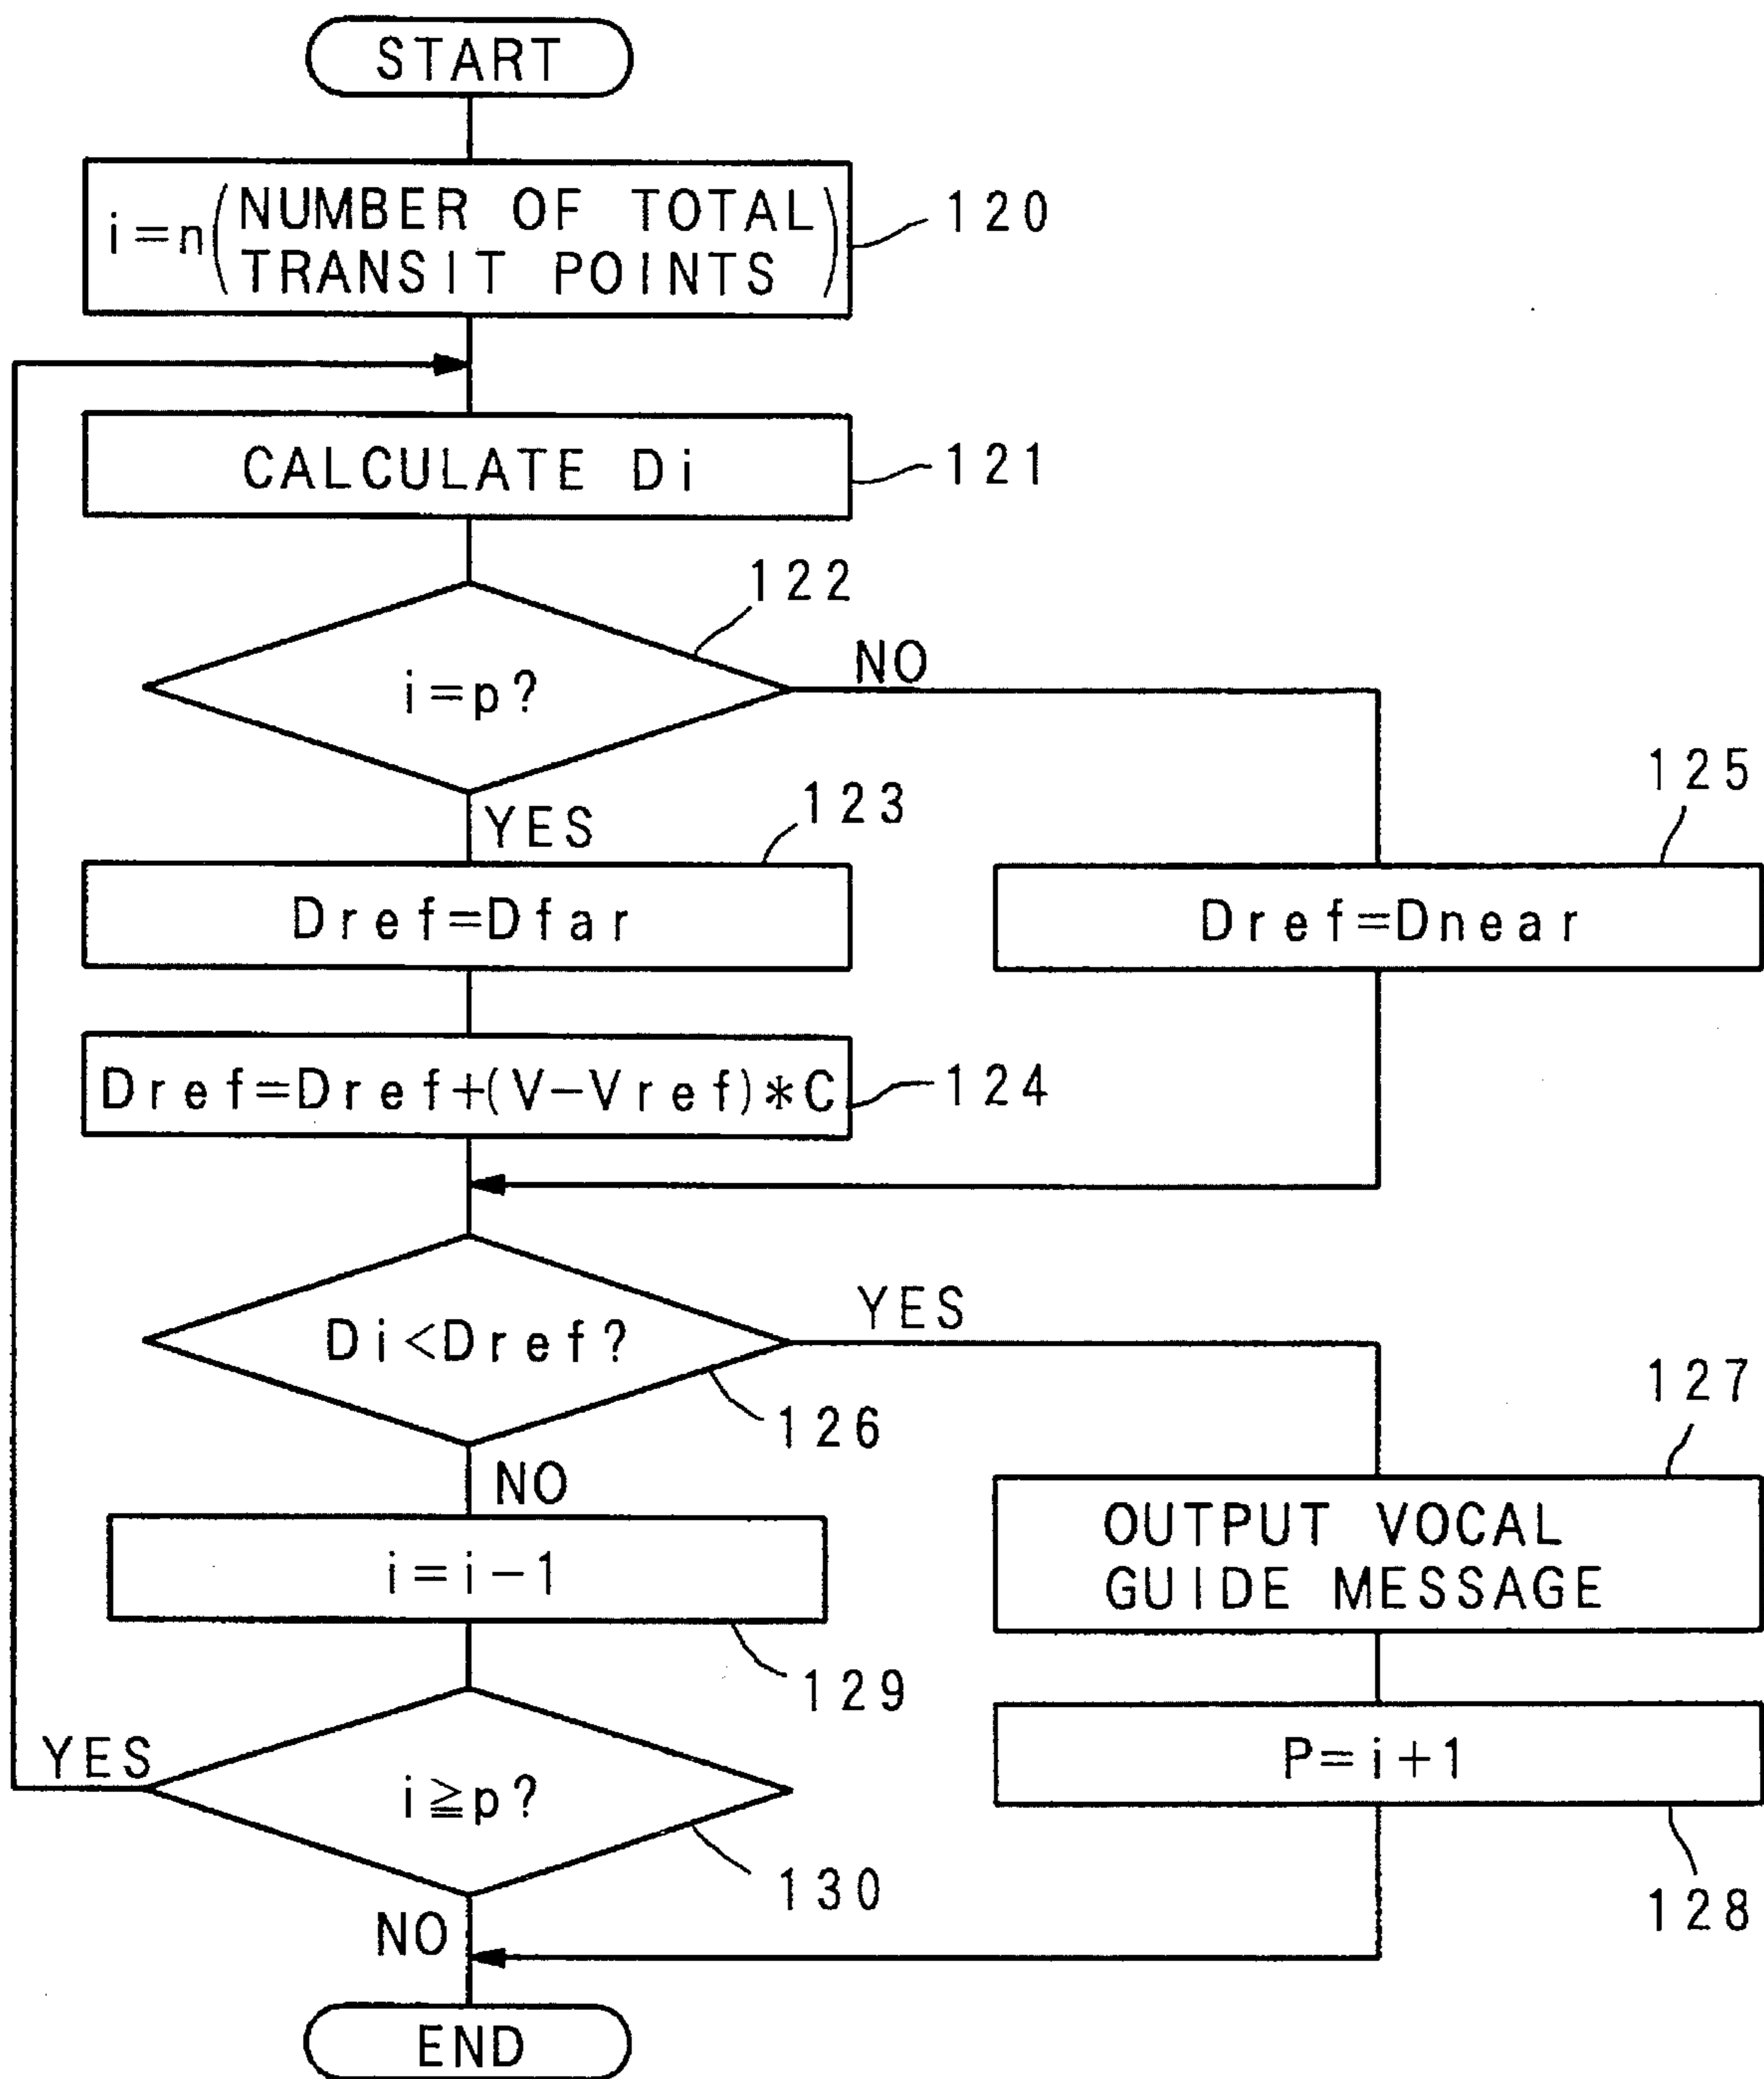 START
i=n(NUMBER OF TOTAL
TRANSIT POINTS)
120
CALCULATE Di
121
122
i=p?
NO
YES
123
125
Dref=Dfar
Dref=Dnear
Dref=Dref+(V-Vref)*C
124
Di<Dref?
YES
126
127
NO
OUTPUT VOCAL
GUIDE MESSAGE
i=i-1
129
P=i+1
128
YES
i≧p?
130
NO
END